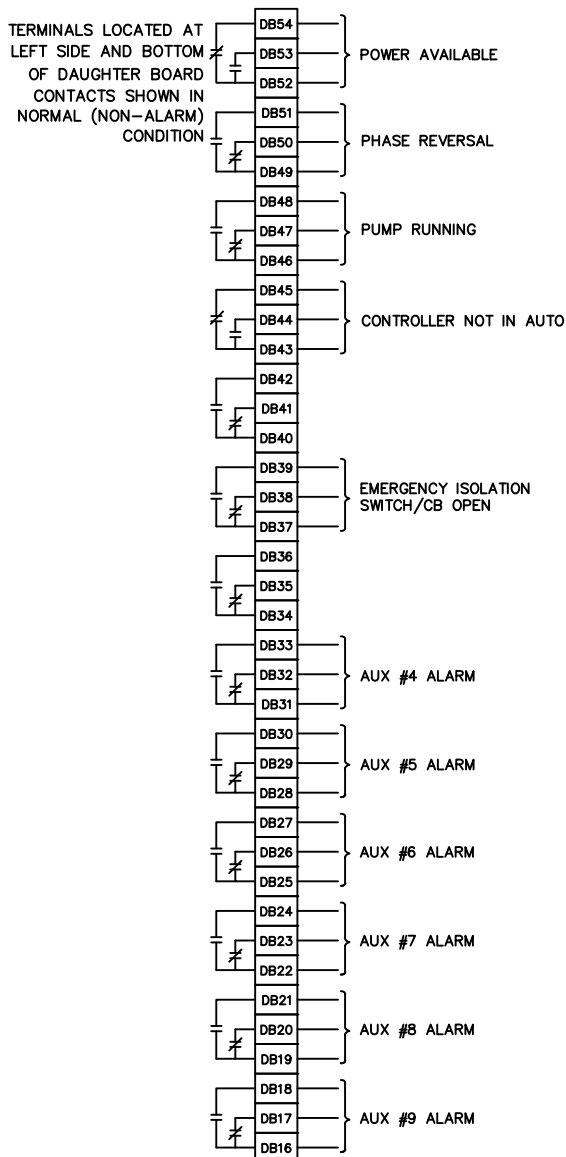 TERMINALS LOCATED AT
LEFT SIDE AND BOTTOM
OF DAUGHTER BOARD
CONTACTS SHOWN IN
NORMAL (NON-ALARM)
CONDITION
DB54
DB53
DB52
POWER AVAILABLE
DB51
DB50
DB49
PHASE REVERSAL
DB48
DB47
DB46
PUMP RUNNING
DB45
DB44
DB43
CONTROLLER NOT IN AUTO
DB42
DB41
DB40
DB39
DB38
DB37
EMERGENCY ISOLATION
SWITCH/CB OPEN
DB36
DB35
DB34
DB33
DB32
DB31
AUX #4 ALARM
DB30
DB29
DB28
AUX #5 ALARM
DB27
DB26
DB25
AUX #6 ALARM
DB24
DB23
DB22
AUX #7 ALARM
DB21
DB20
DB19
AUX #8 ALARM
DB18
DB17
DB16
AUX #9 ALARM